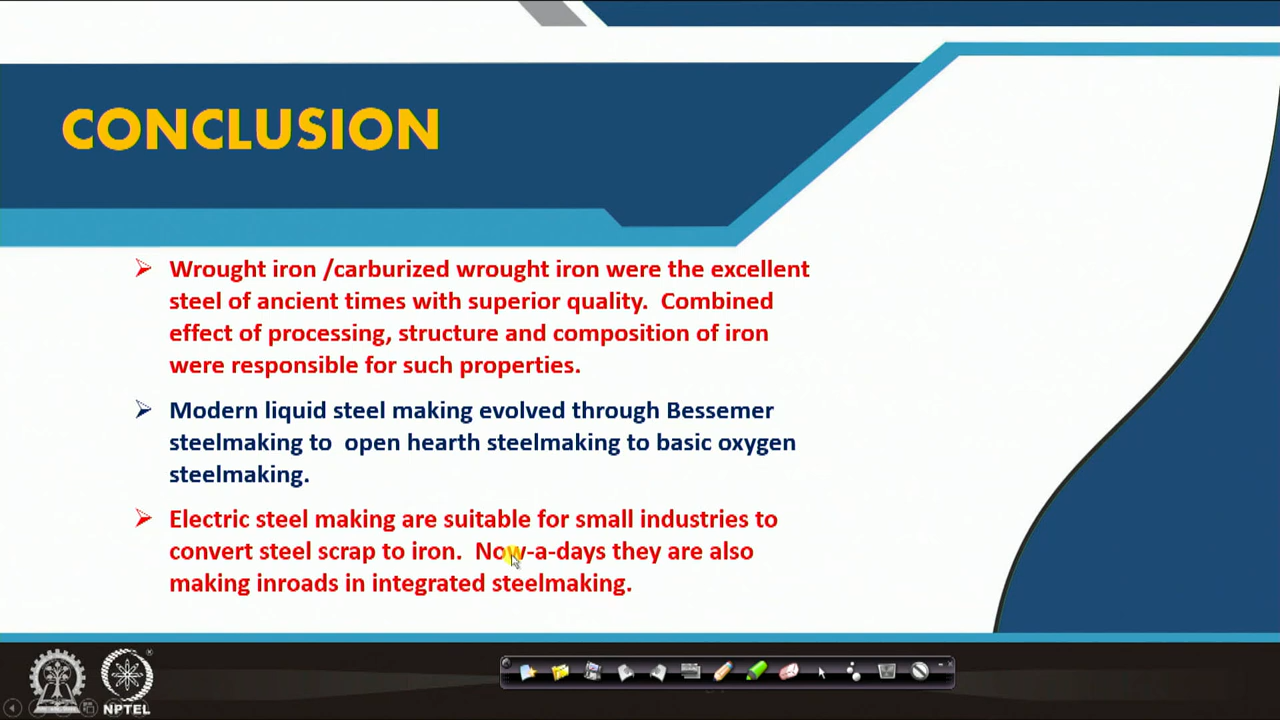 CONCLUSION
Wrought iron /carburized wrought iron were the excellent
steel of ancient times with superior quality.  Combined
effect of processing, structure and composition of iron
were responsible for such properties.
Modern liquid steel making evolved through Bessemer
steelmaking to  open hearth steelmaking to basic oxygen
steelmaking.
Electric steel making are suitable for small industries to
convert steel scrap to iron.  Now-a-days they are also
making inroads in integrated steelmaking.
NPTEL